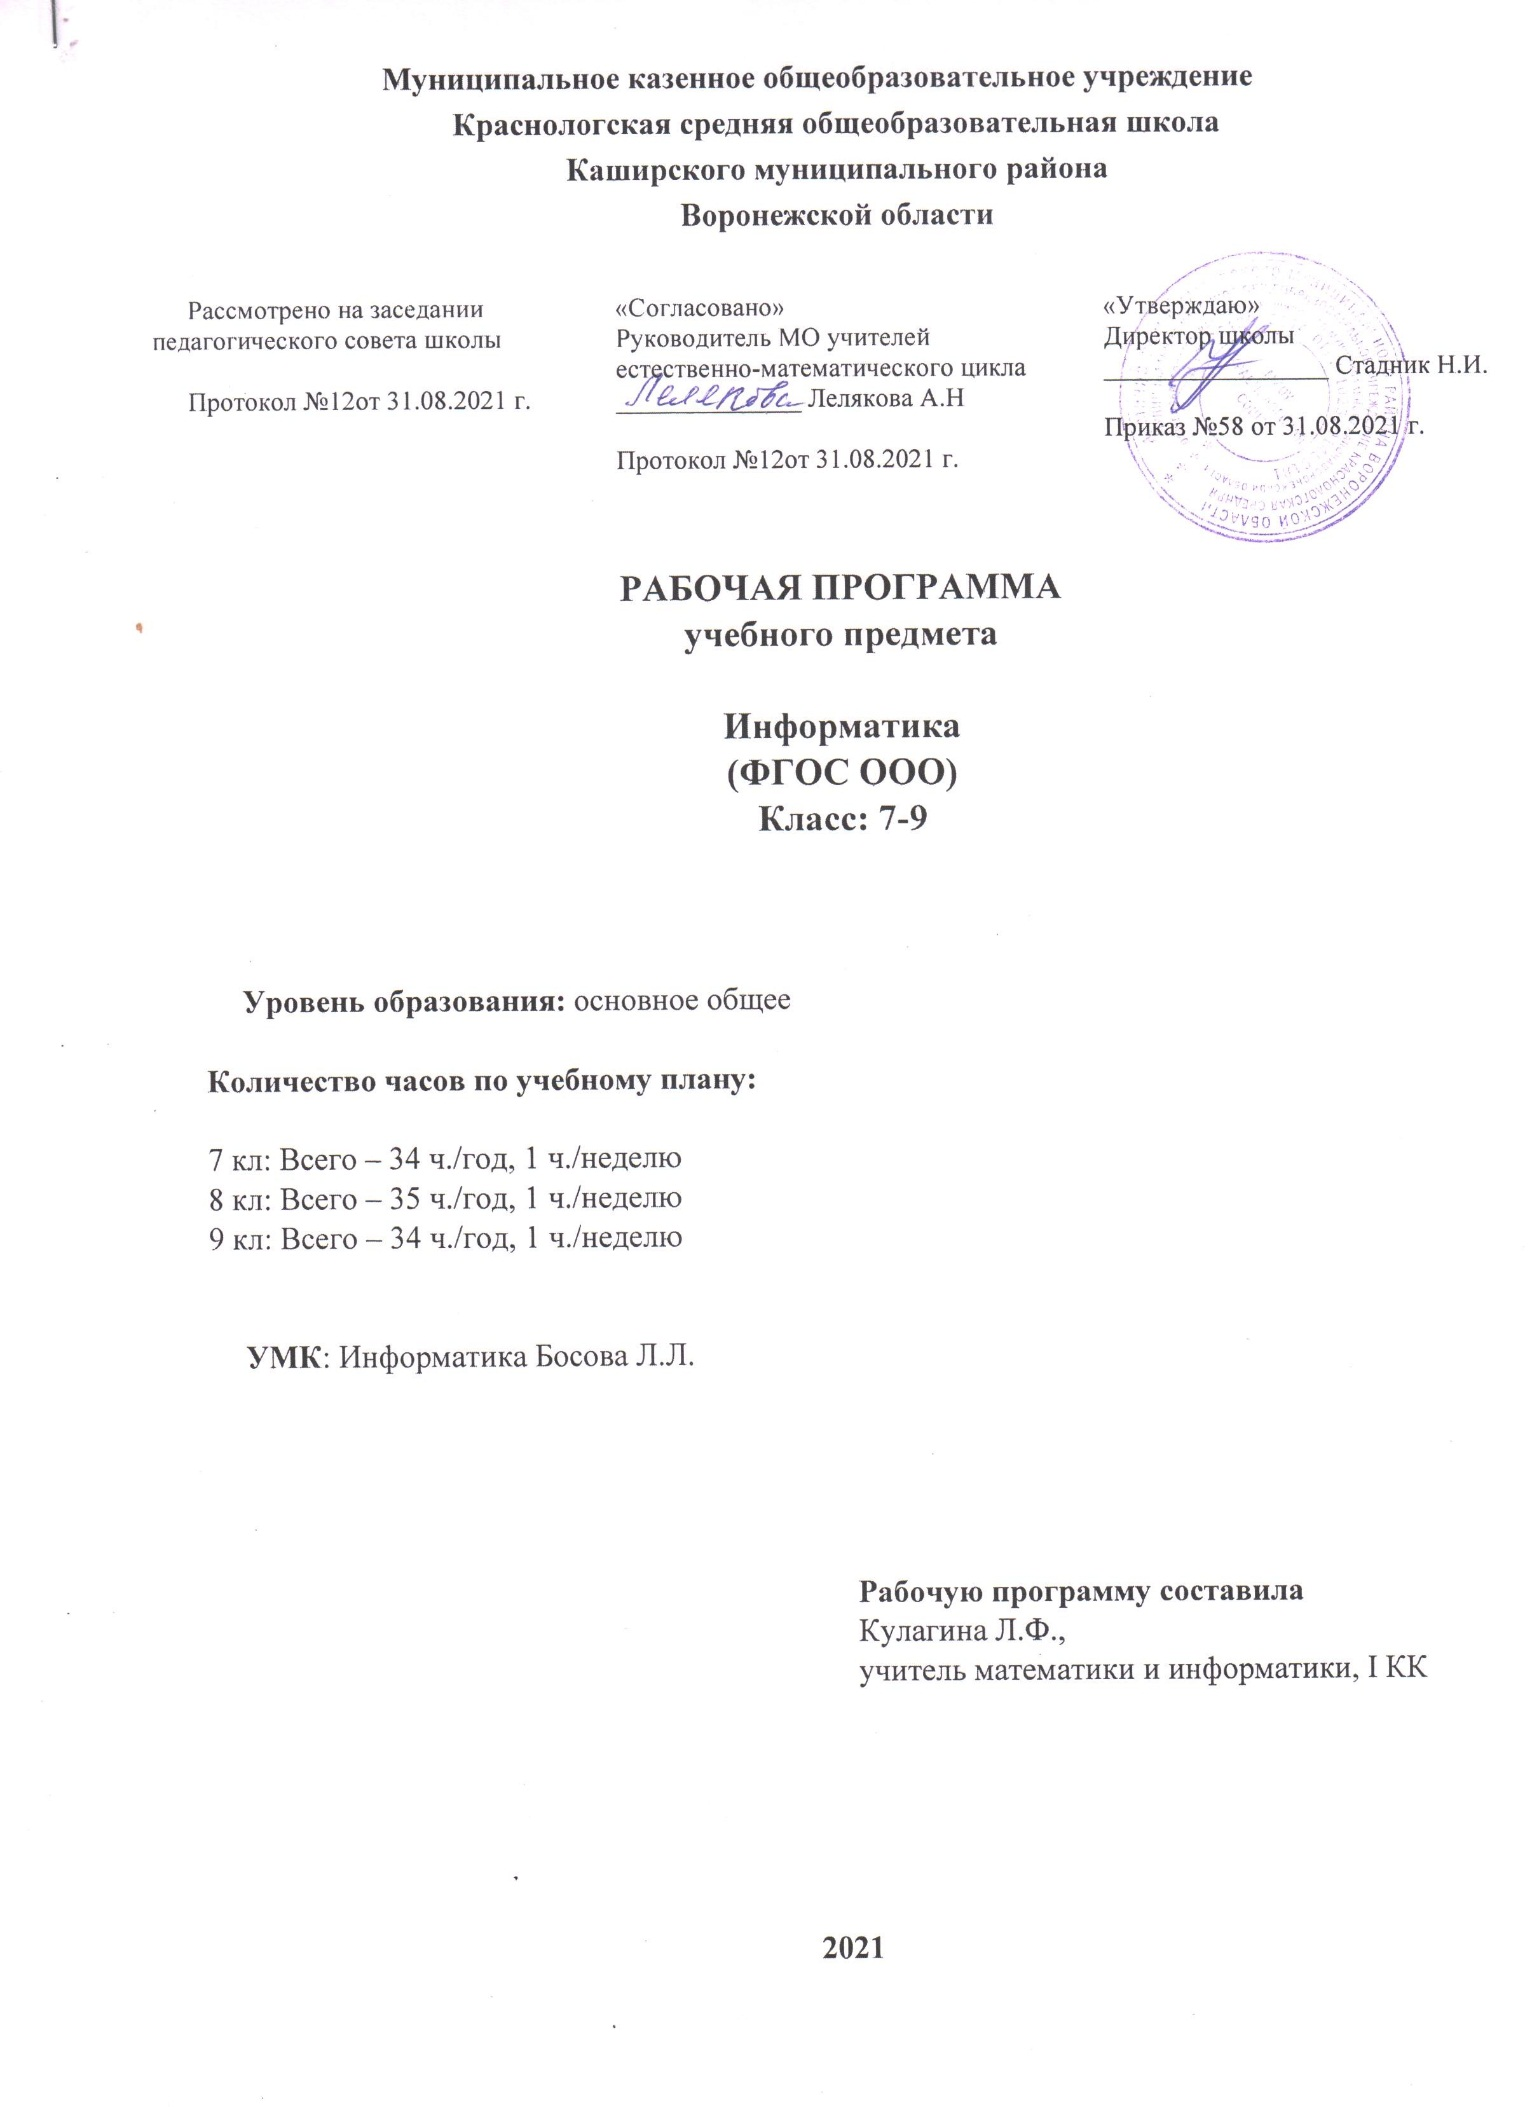 Муниципальное казенное общеобразовательное учреждение
Краснологская средняя общеобразовательная школа
Каширского муниципального района
Воронежской области
Рассмотрено на заседании
педагогического совета школы
Протокол №12от 31.08.2021 г.
«Согласовано»
Руководитель МО учителей
естественно-математического цикла
Лелякова Лелякова А.Н
Протокол №12от 31.08.2021 г.
«Утверждаю»
Директор школы
Стадник Н.И.
Приказ №58 от 31.08.2021 г.
ВОРОНЕЖСКОЙ ОБЛАСТИ
КРАСНОЛОГСКАЯ СРЕДНЯЯ
РАБОЧАЯ ПРОГРАММА
учебного предмета
Информатика
(ФГОС ООО)
Класс: 7-9
Уровень образования: основное общее
Количество часов по учебному плану:
7 кл: Всего – 34 ч./год, 1 ч./неделю
8 кл: Всего – 35 ч./год, 1 ч./неделю
9 кл: Всего – 34 ч./год, 1 ч./неделю
УМК: Информатика Босова Л.Л.
Рабочую программу составила
Кулагина Л.Ф.,
учитель математики и информатики, I КК
2021